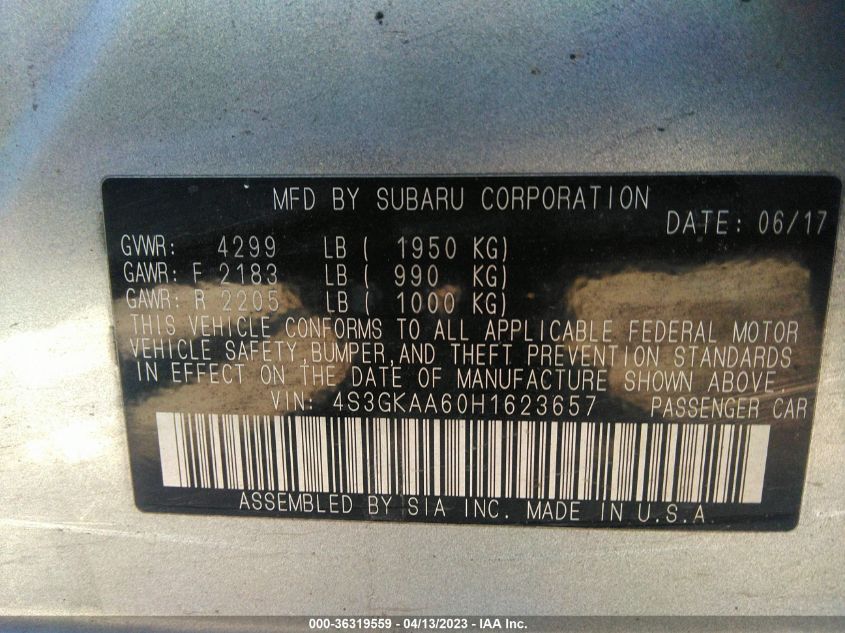 MFD BY SUBARU CORPORATION
DATE: 06/17
GVWR: 4299 LB ( 1950 KG)
GAWR: F 2183 LB ( 990 KG)
GAWR: R 2205 LB ( 1000 KG)
THIS VEHICLE CONFORMS TO ALL APPLICABLE FEDERAL MOTOR
VEHICLE SAFETY BUMPER,AND THEFT PREVENTION STANDARDS
IN EFFECT ON THE DATE OF MANUFACTURE SHOWN ABOVE.
VIN: 4S3GKAA60H1623657 PASSENGER CAR
ASSEMBLED BY SIA INC. MADE IN U.S.A
000-36319559 - 04/13/2023 - IAA Inc.